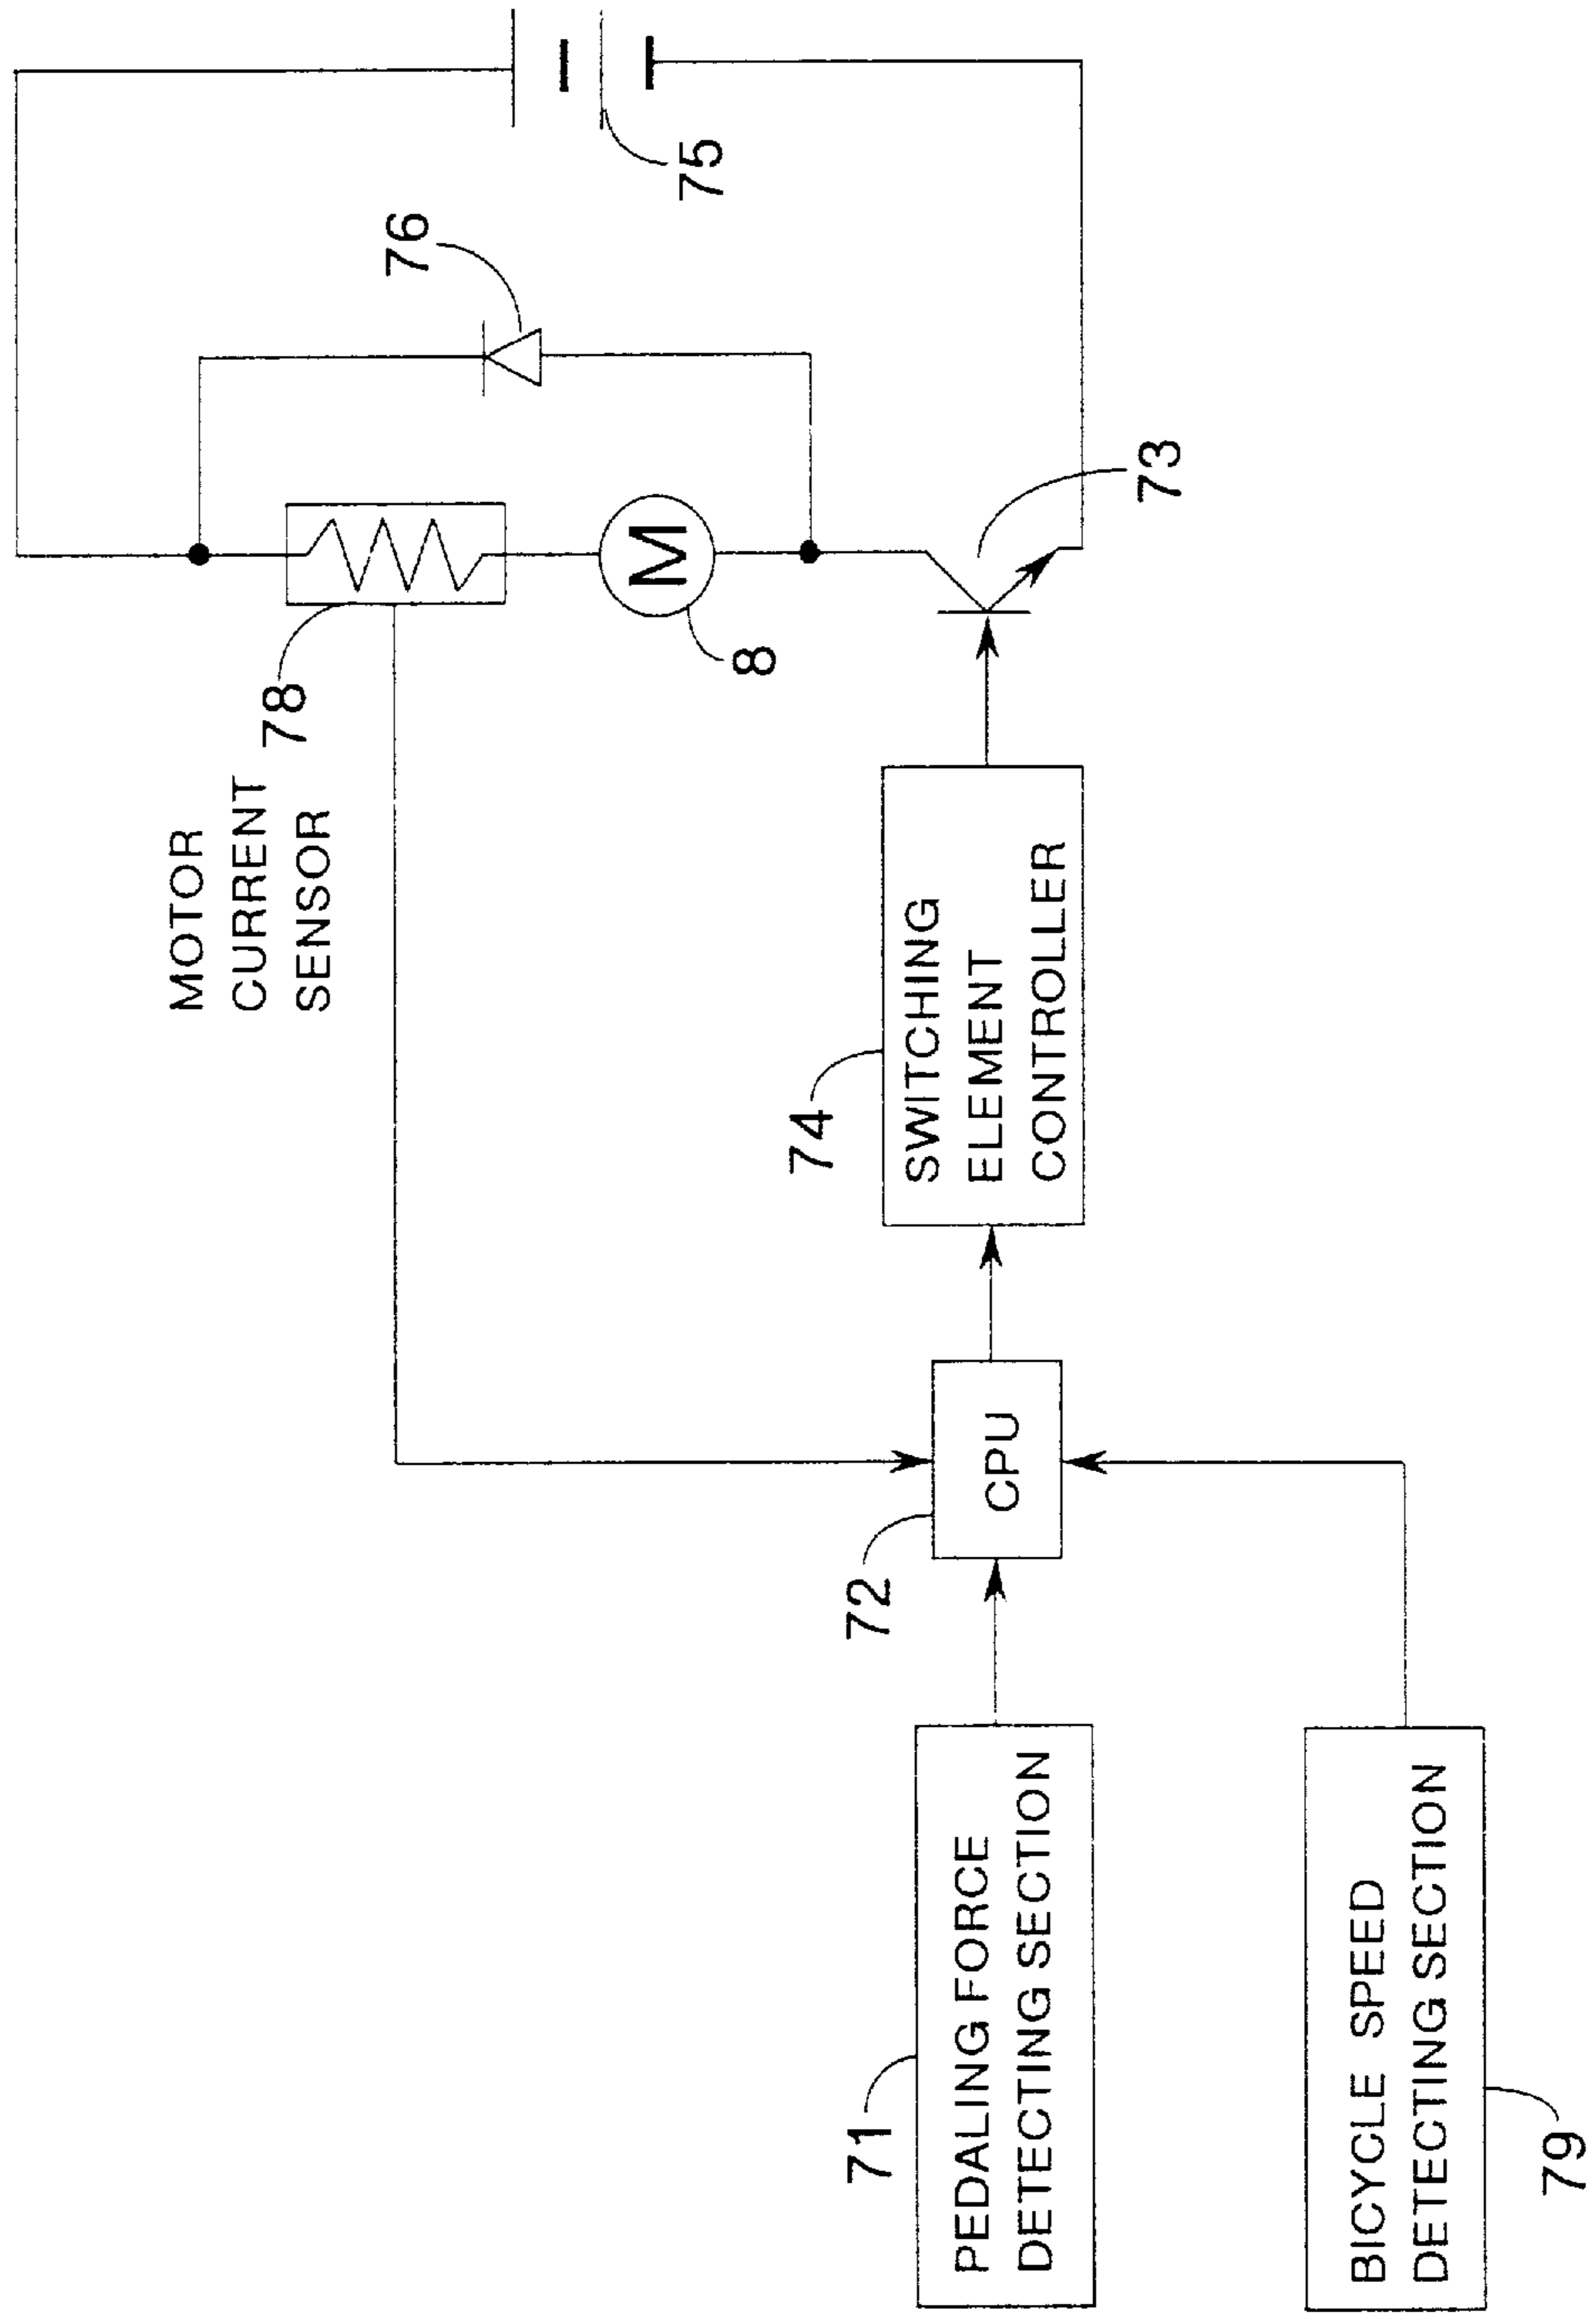 MOTOR
CURRENT
SENSOR
78
76
75
8
M
73
74
SWITCHING
ELEMENT
CONTROLLER
72
CPU
71
PEDALING FORCE
DETECTING SECTION
BICYCLE SPEED
DETECTING SECTION
79